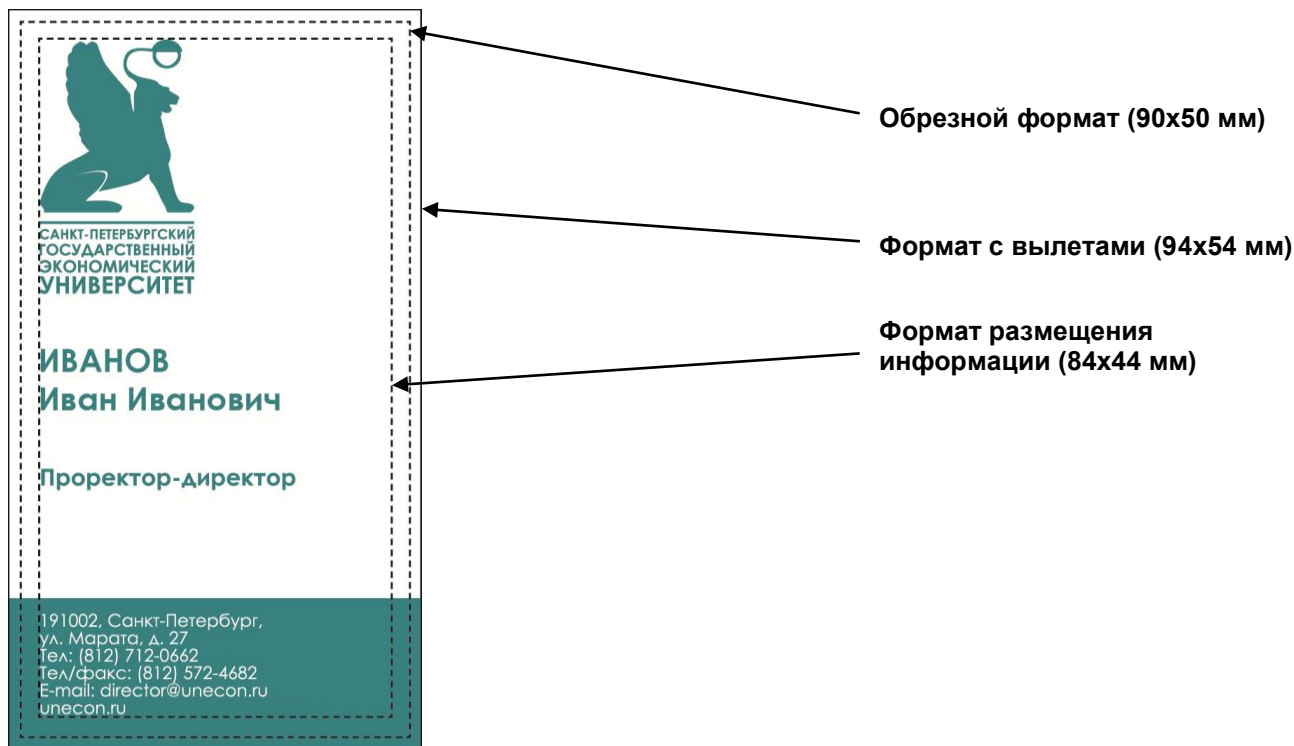 САНКТ-ПЕТЕРБУРГСКИЙ
ГОСУДАРСТВЕННЫЙ
ЭКОНОМИЧЕСКИЙ
УНИВЕРСИТЕТ
ИВАНОВ
Иван Иванович
Проректор-директор
191002, Санкт-Петербург,
ул. Марата, д. 27
Тел: (812) 712-0662
Тел/факс: (812) 572-4682
E-mail: director@unecon.ru
unecon.ru
Обрезной формат (90x50 мм)
Формат с вылетами (94x54 мм)
Формат размещения
информации (84x44 мм)